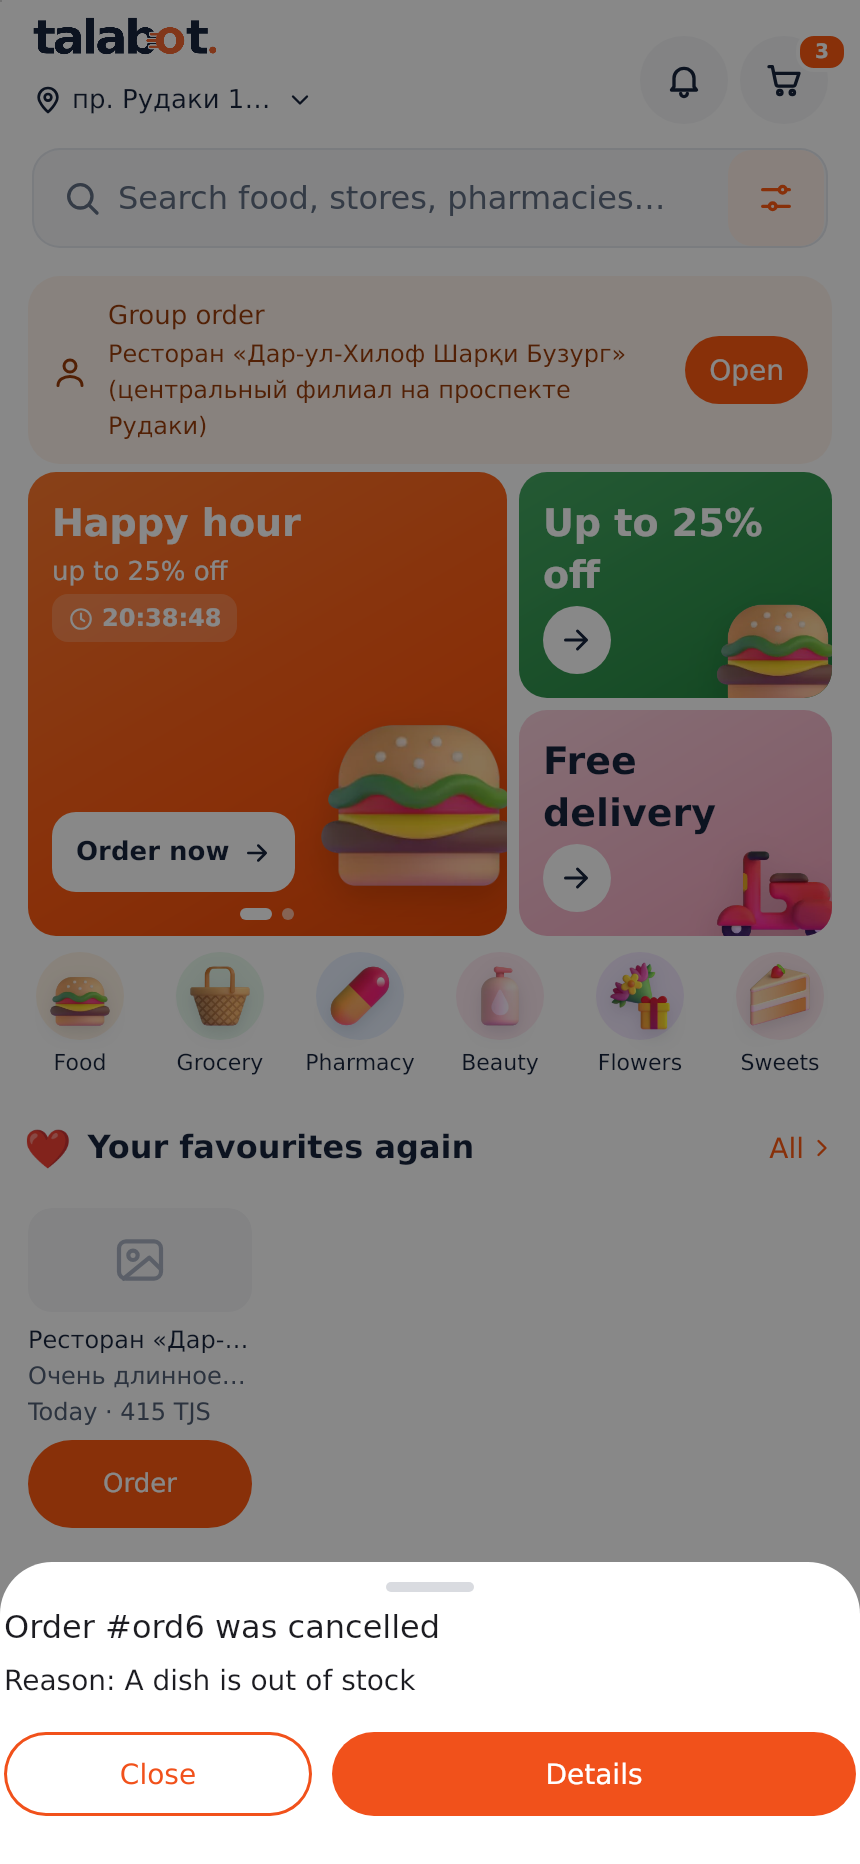 talabot.
3
пр. Рудаки 1...
Search food, stores, pharmacies...
Group order
Ресторан «Дар-ул-Хилоф Шарқи Бузург»
(центральный филиал на проспекте
Рудаки)
Open
Happy hour
up to 25% off
20:38:48
Order now
Up to 25%
off
Free
delivery
Food
Grocery
Pharmacy
Beauty
Flowers
Sweets
Your favourites again
All
Ресторан «Дар-...
Очень длинное...
Today · 415 TJS
Order
Order #ord6 was cancelled
Reason: A dish is out of stock
Close
Details